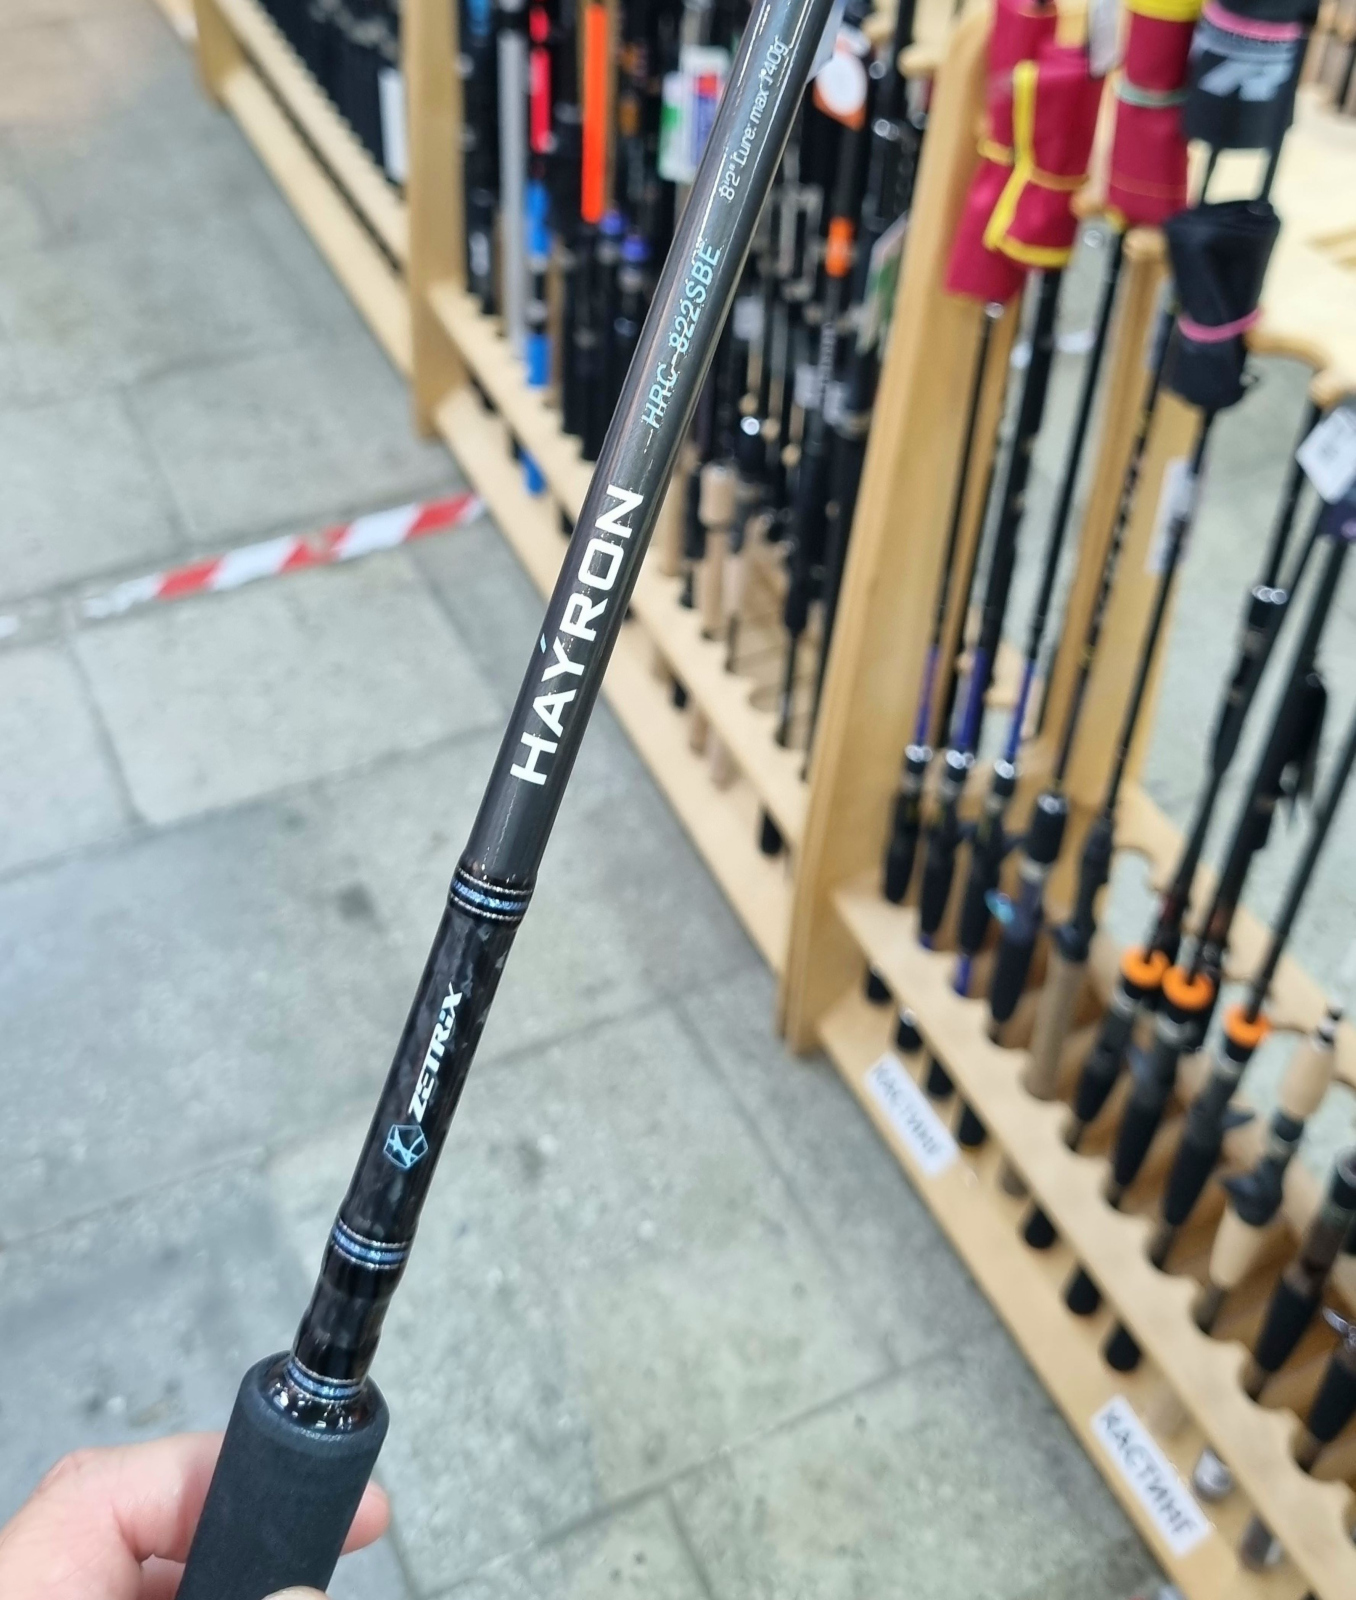 8'2" Lure: max 140g
HRC-822SBE
HAYRON
ZETRIX
КАСТИНГ
КАСТИНГ